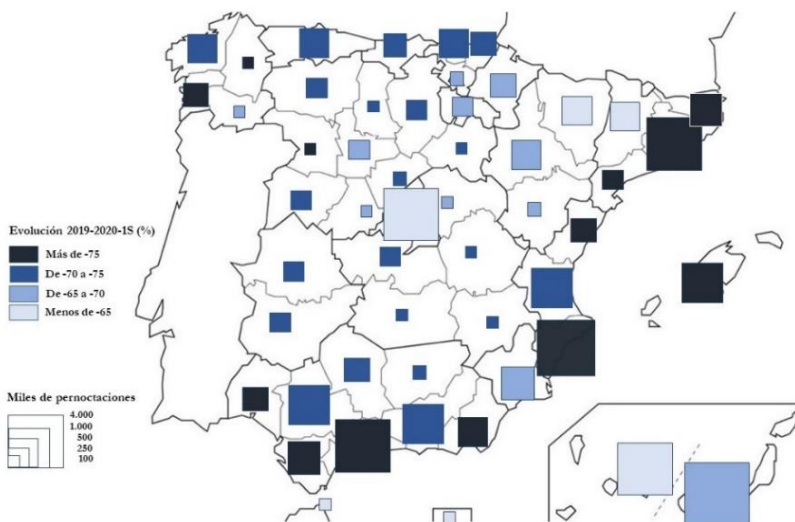 Evolución 2019-2020-1S (%)
Más de -75
De -70 a -75
De -65 a -70
Menos de -65
Miles de pernoctaciones
4.000
1.000
500
250
100